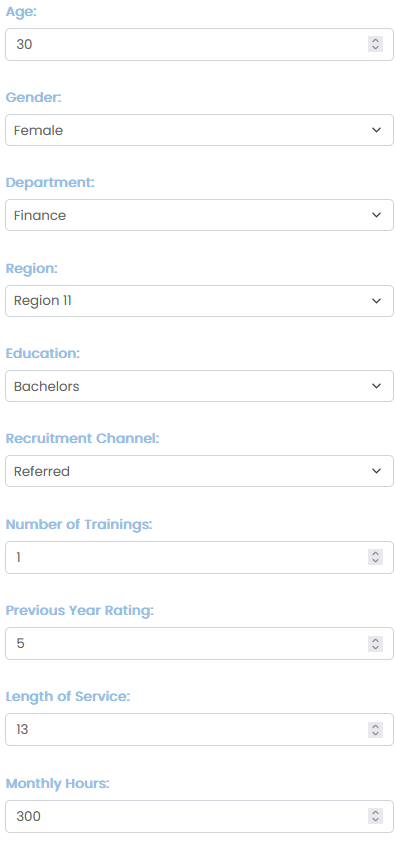 Age:
30
Gender:
Female
Department:
Finance
Region:
Region 11
Education:
Bachelors
Recruitment Channel:
Referred
Number of Trainings:
1
Previous Year Rating:
5
Length of Service:
13
Monthly Hours:
300